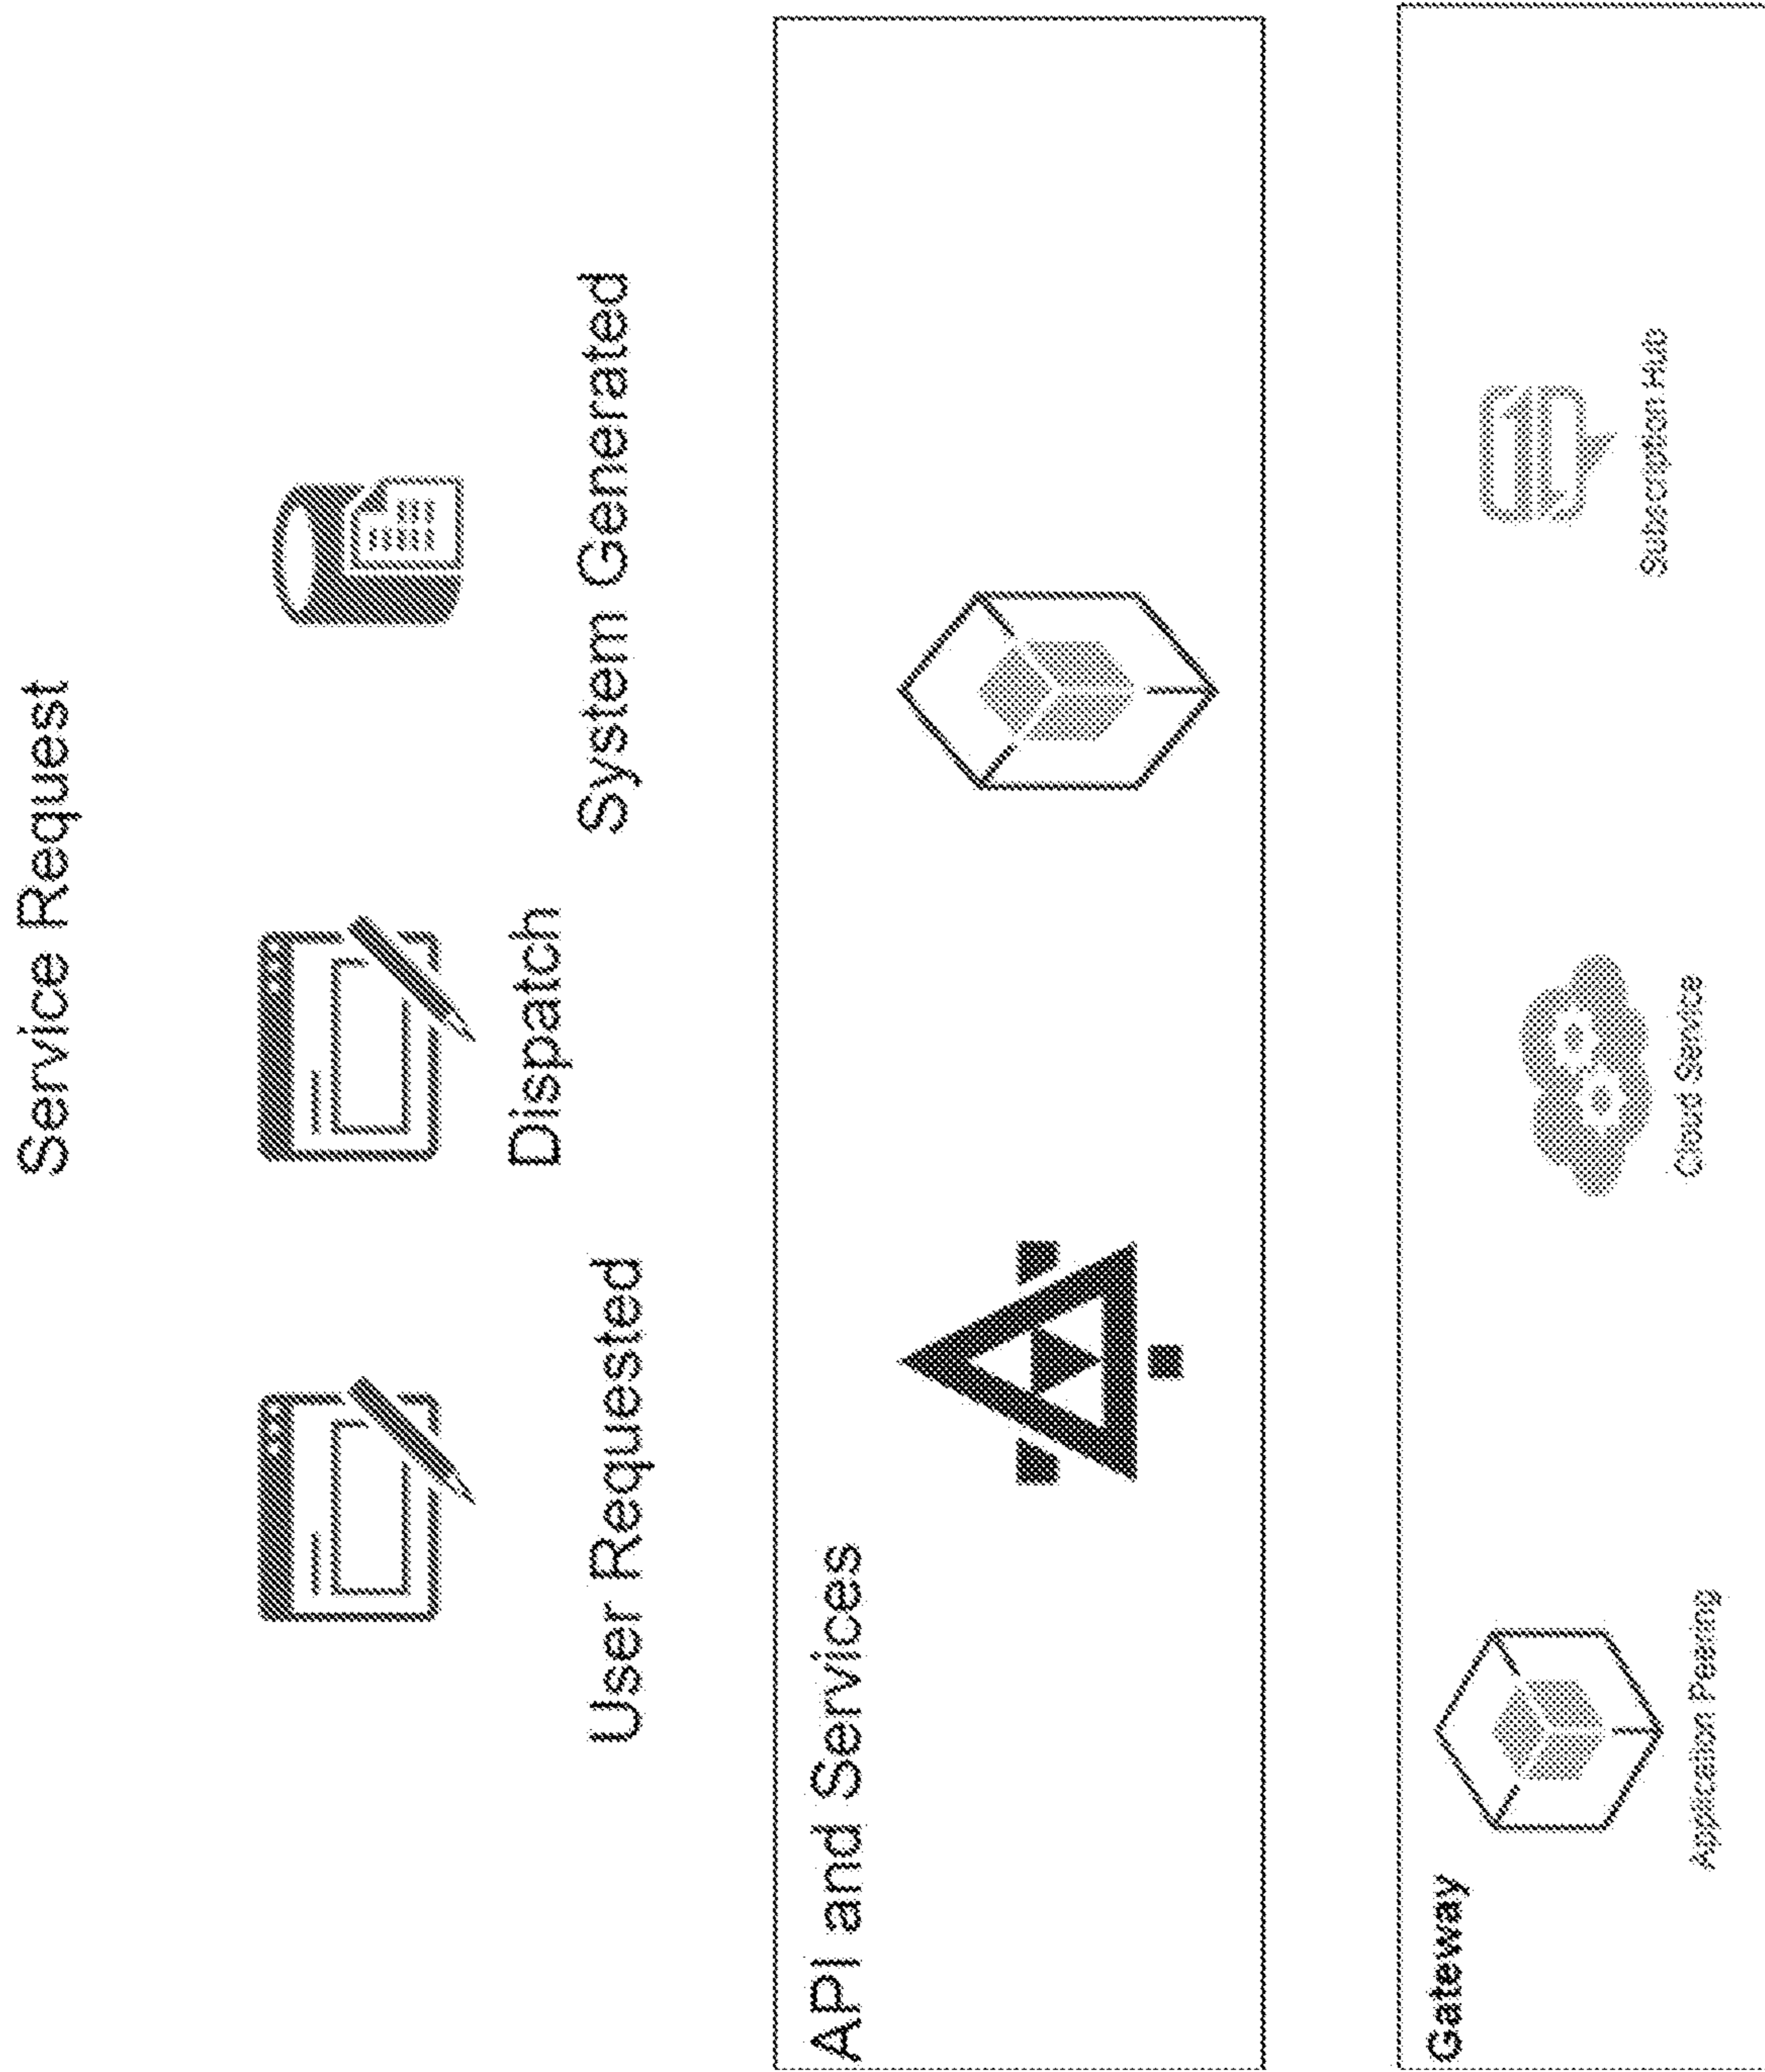 Service Request
Dispatch
User Requested
System Generated
API and Services
Gateway
Application Peering
Cloud Service
Subscription Hub